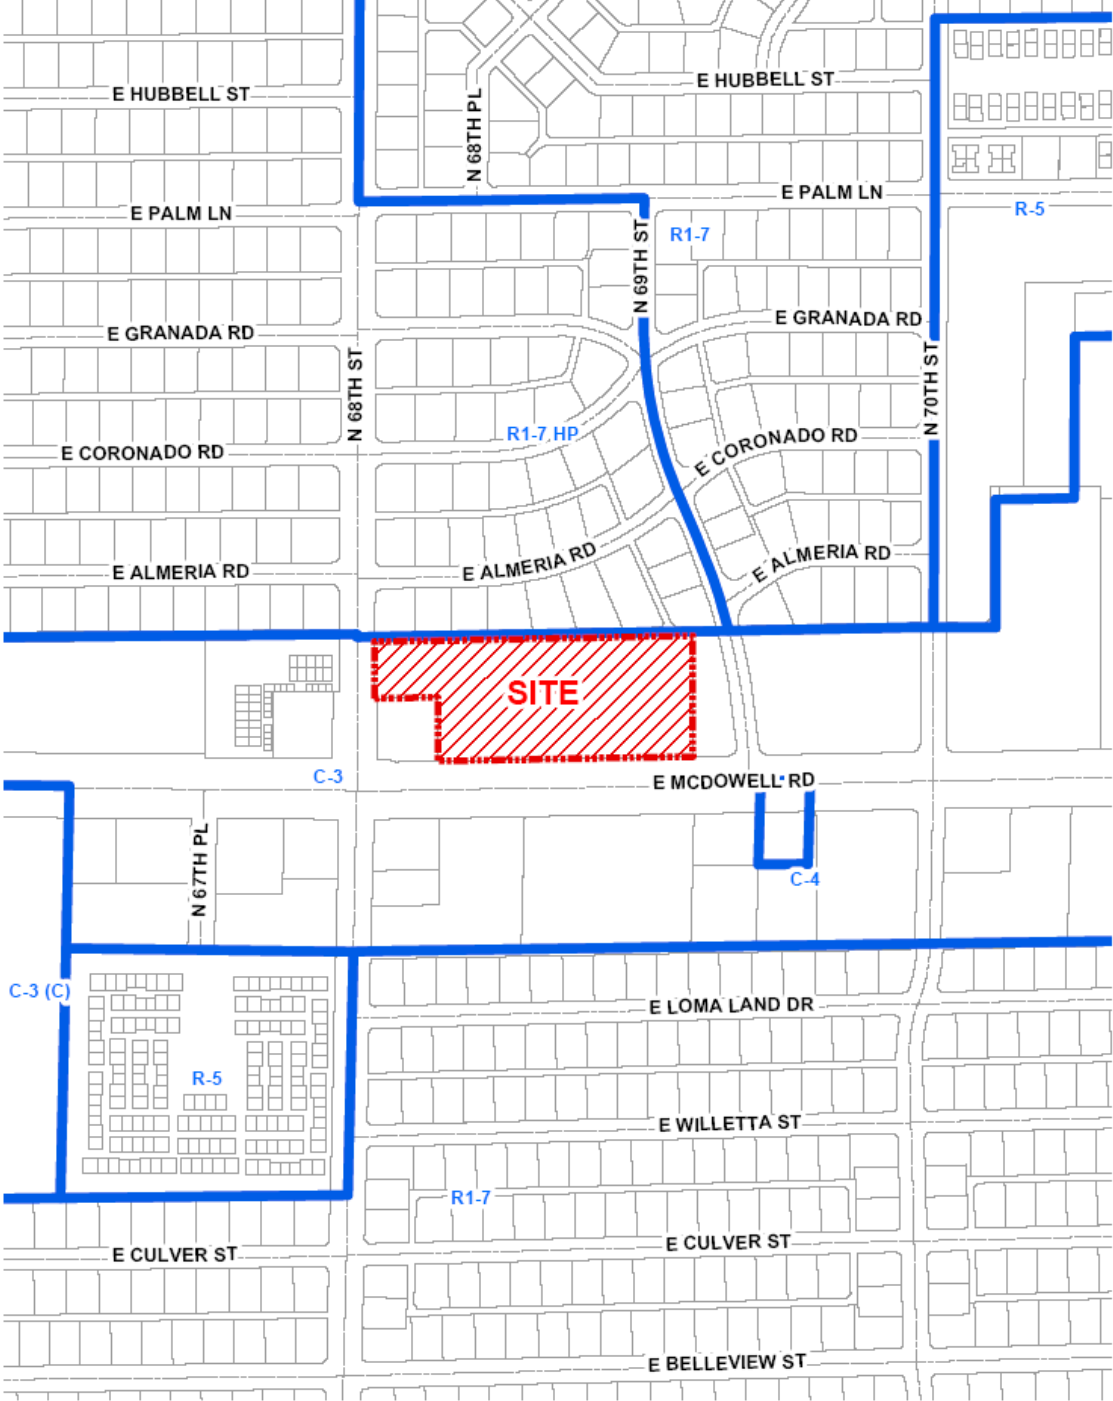 E HUBBELL ST
E HUBBELL ST
N 68TH PL
E PALM LN
E PALM LN
R-5
R1-7
N 69TH ST
E GRANADA RD
E GRANADA RD
N 68TH ST
N 70TH ST
R1-7 HP
E CORONADO RD
E CORONADO RD
E ALMERIA RD
E ALMERIA RD
E ALMERIA RD
SITE
C-3
E MCDOWELL RD
N 67TH PL
C-4
C-3 (C)
E LOMA LAND DR
R-5
E WILLETTA ST
R1-7
E CULVER ST
E CULVER ST
E BELLEVIEW ST